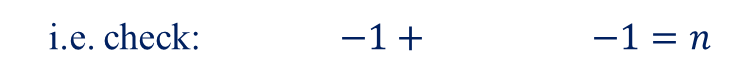 i.e. check: −1 + −1 = n